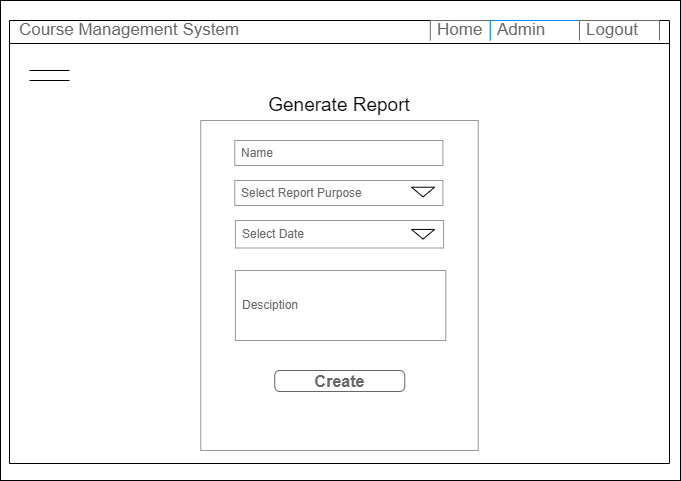 Course Management System Home Admin Logout
Generate Report
Name
Select Report Purpose
Select Date
Desciption
Create